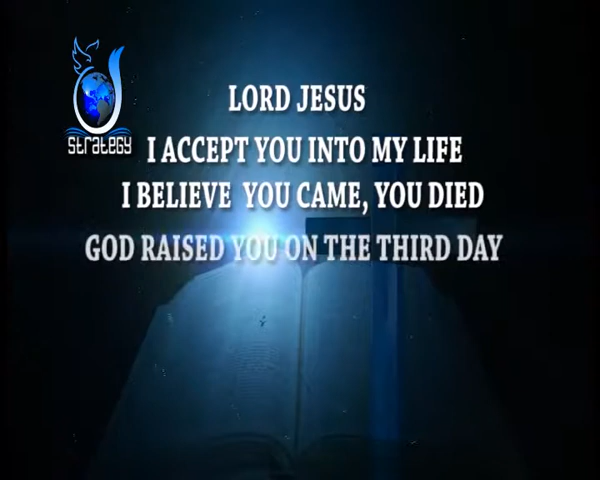 LORD JESUS
I ACCEPT YOU INTO MY LIFE
I BELIEVE YOU CAME, YOU DIED
GOD RAISED YOU ON THE THIRD DAY
StRAteGY